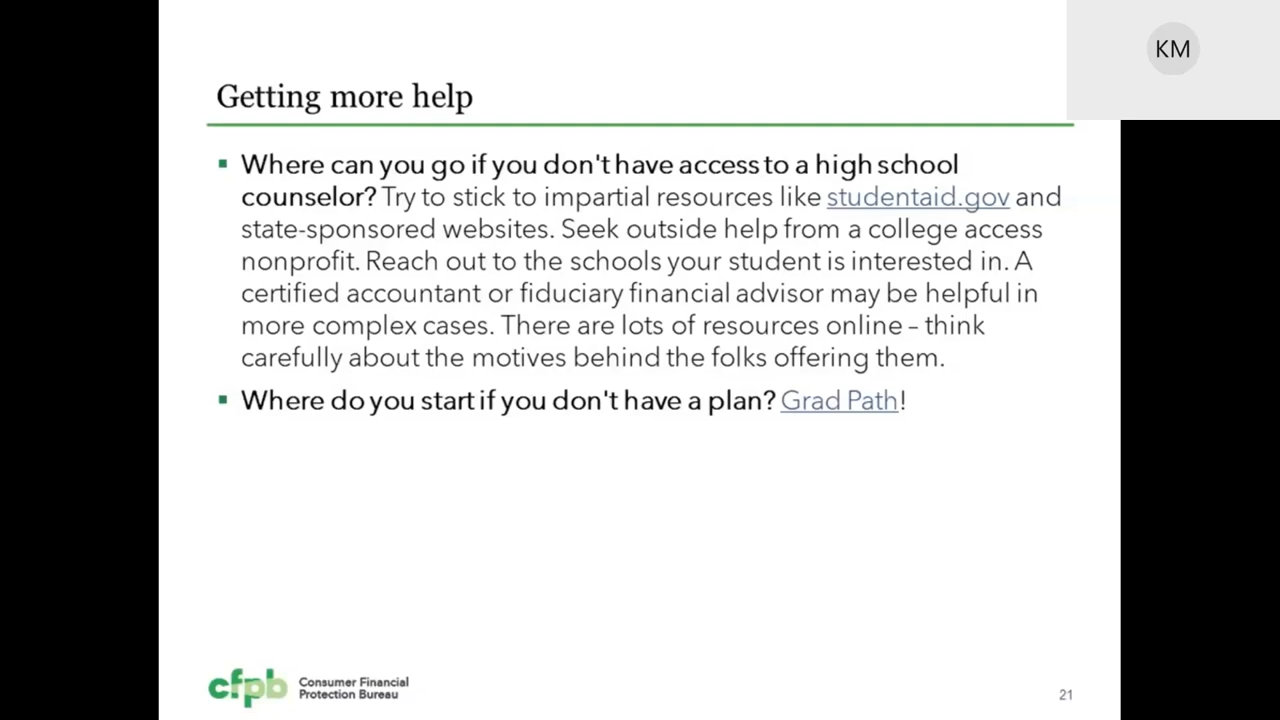 KM
Getting more help
Where can you go if you don't have access to a high school
counselor? Try to stick to impartial resources like studentaid.gov and
state-sponsored websites. Seek outside help from a college access
nonprofit. Reach out to the schools your student is interested in. A
certified accountant or fiduciary financial advisor may be helpful in
more complex cases. There are lots of resources online – think
carefully about the motives behind the folks offering them.
Where do you start if you don't have a plan? Grad Path!
cfpb Consumer Financial
Protection Bureau
21